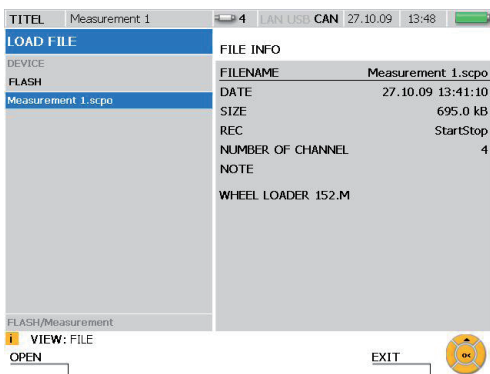 TITEL Measurement 1 4 LAN USB CAN 27.10.09 13:48
LOAD FILE
DEVICE
FLASH
Measurement 1.scpo
FLASH/Measurement
FILE INFO
FILENAME Measurement 1.scpo
DATE 27.10.09 13:41:10
SIZE 695.0 kB
REC StartStop
NUMBER OF CHANNEL 4
NOTE
WHEEL LOADER 152.M
i VIEW: FILE
OPEN EXIT OK